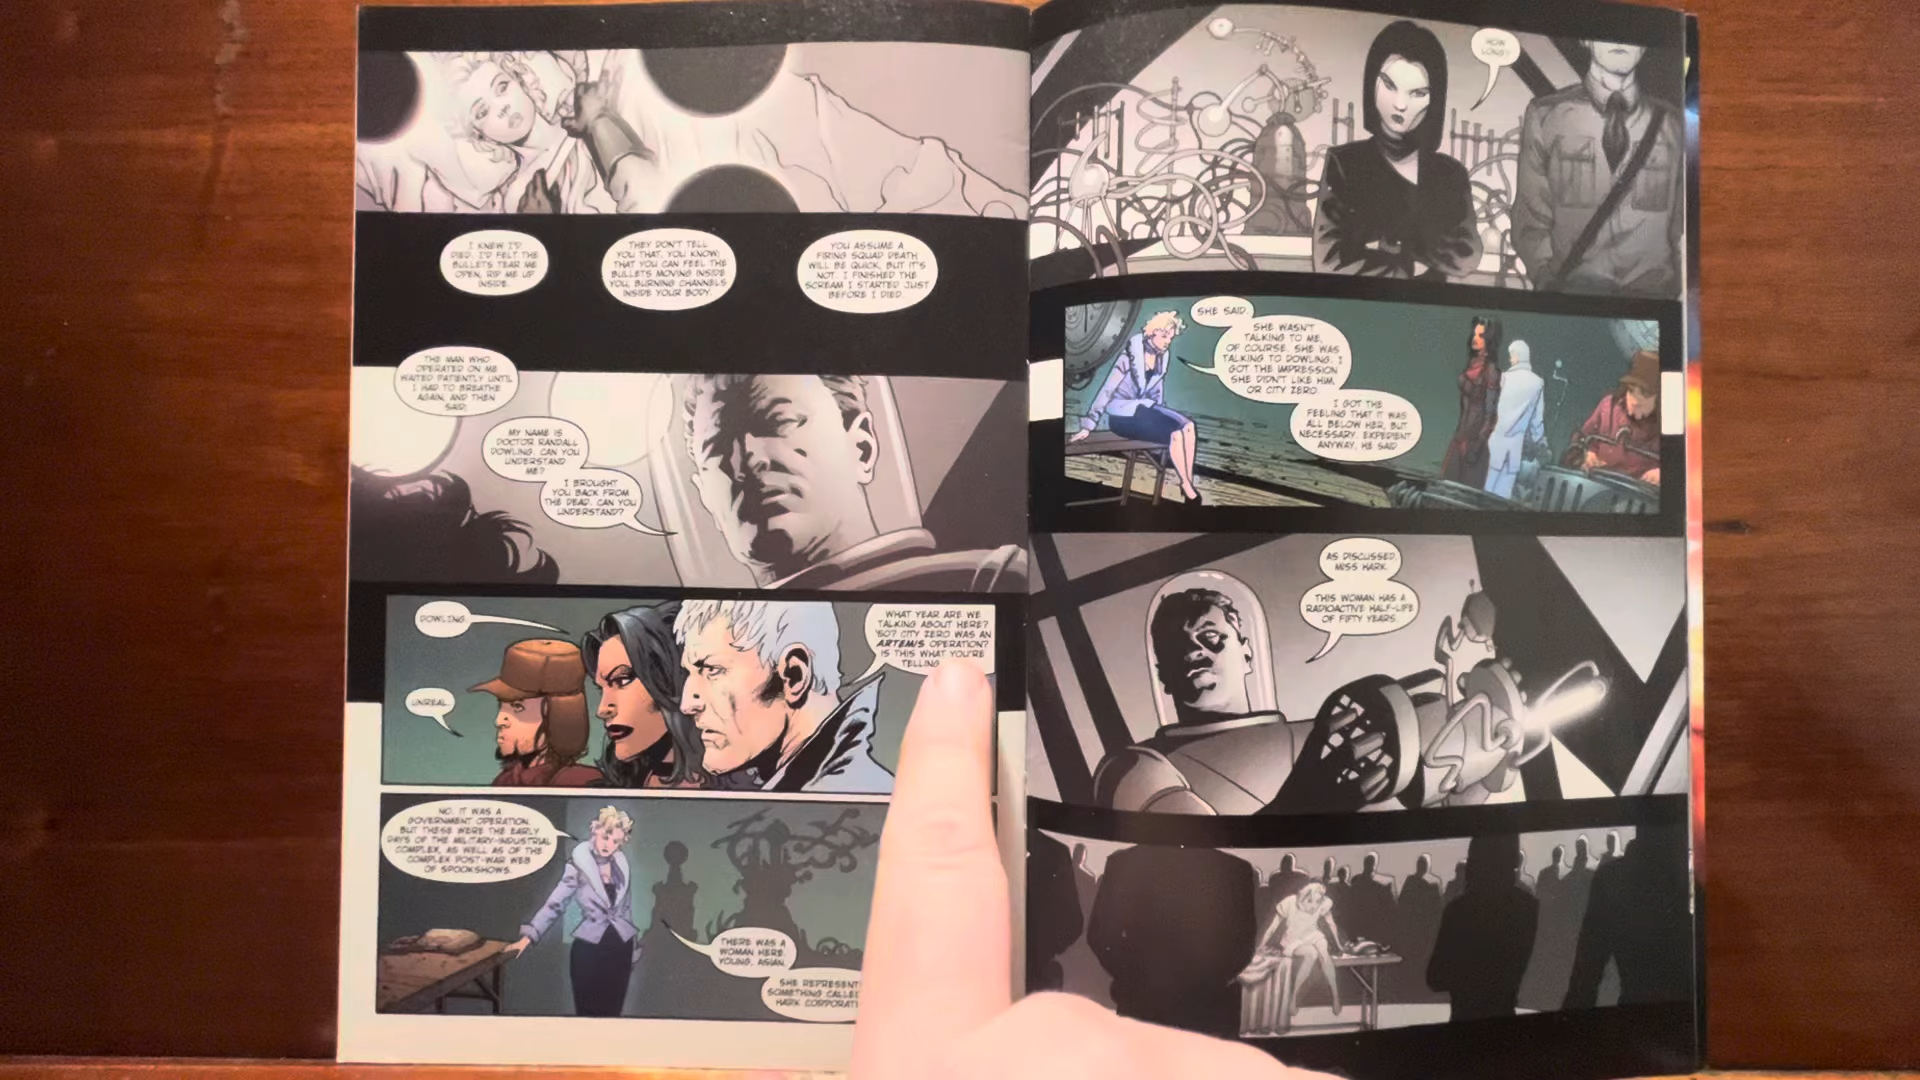 I KNEW I'D
DIED. I'D FELT THE
BULLETS TEAR ME
OPEN, RIP ME UP
INSIDE.
THEY DON'T TELL
YOU THAT, YOU KNOW;
THAT YOU CAN FEEL THE
BULLETS MOVING INSIDE
YOU, BURNING CHANNELS
INSIDE YOUR BODY.
YOU ASSUME A
FIRING SQUAD DEATH
WILL BE QUICK, BUT IT'S
NOT. I FINISHED THE
SCREAM I STARTED JUST
BEFORE I DIED.
THE MAN WHO
OPERATED ON ME
WAITED PATIENTLY UNTIL
I HAD TO BREATHE
AGAIN, AND THEN
SAID:
MY NAME IS
DOCTOR RANDALL
DOWLING. CAN YOU
UNDERSTAND
ME?
I BROUGHT
YOU BACK FROM
THE DEAD. CAN YOU
UNDERSTAND?
DOWLING.
UNREAL.
WHAT YEAR ARE WE
TALKING ABOUT HERE?
'50? CITY ZERO WAS AN
ARTEMIS OPERATION?
IS THIS WHAT YOU'RE
TELLING
NO. IT WAS A
GOVERNMENT OPERATION.
BUT THESE WERE THE EARLY
DAYS OF THE MILITARY-INDUSTRIAL
COMPLEX, AS WELL AS OF THE
COMPLEX POST-WAR WEB
OF SPOOKSHOWS.
THERE WAS A
WOMAN HERE.
YOUNG, ASIAN.
SHE REPRESENT
SOMETHING CALLE
HARK CORPORATI
HOW
LONG?
SHE SAID.
SHE WASN'T
TALKING TO ME,
OF COURSE. SHE WAS
TALKING TO DOWLING. I
GOT THE IMPRESSION
SHE DIDN'T LIKE HIM,
OR CITY ZERO.
I GOT THE
FEELING THAT IT WAS
ALL BELOW HER, BUT
NECESSARY. EXPEDIENT
ANYWAY, HE SAID
AS DISCUSSED,
MISS HARK.
THIS WOMAN HAS A
RADIOACTIVE HALF-LIFE
OF FIFTY YEARS.